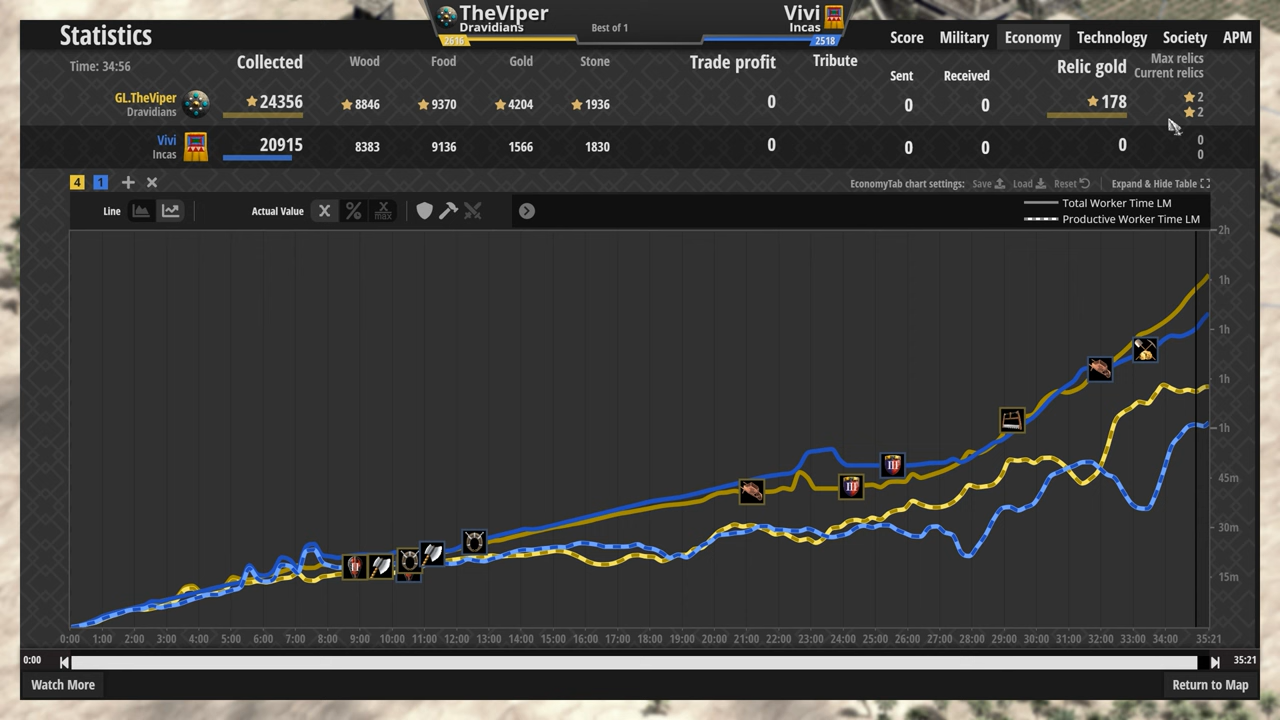 TheViper
Dravidians
2616
Best of 1
Vivi
Incas
2518
Statistics
Score Military Economy Technology Society APM
Time: 34:56
Collected Wood Food Gold Stone Trade profit Tribute Sent Received Relic gold Max relics
Current relics
GL.TheViper
Dravidians
24356 8846 9370 4204 1936 0 0 0 178 2
2
Vivi
Incas
20915 8383 9136 1566 1830 0 0 0 0 0
0
4 1
EconomyTab chart settings: Save Load Reset Expand & Hide Table
Line Actual Value X % X max
Total Worker Time LM
Productive Worker Time LM
2h
1h
1h
1h
1h
45m
30m
15m
III
III
II
0:00 1:00 2:00 3:00 4:00 5:00 6:00 7:00 8:00 9:00 10:00 11:00 12:00 13:00 14:00 15:00 16:00 17:00 18:00 19:00 20:00 21:00 22:00 23:00 24:00 25:00 26:00 27:00 28:00 29:00 30:00 31:00 32:00 33:00 34:00 35:21
0:00 35:21
Watch More Return to Map